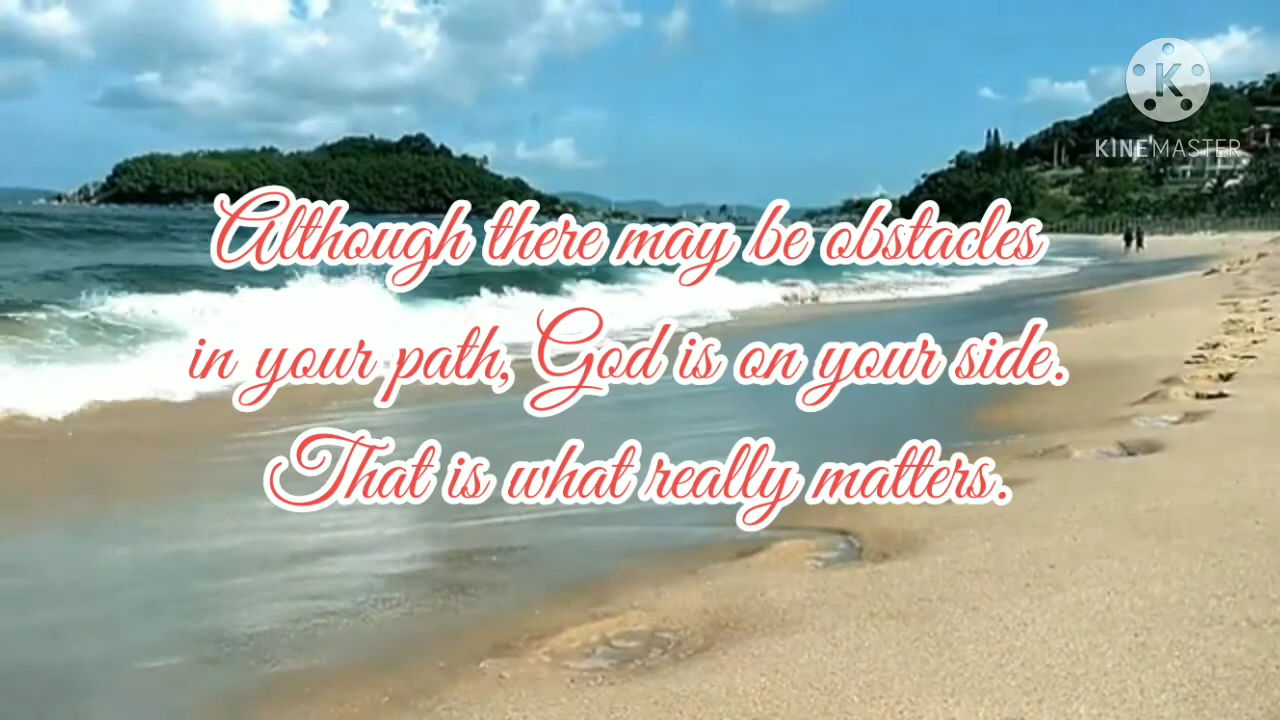 K
KINEMASTER
Although there may be obstacles
in your path, God is on your side.
That is what really matters.